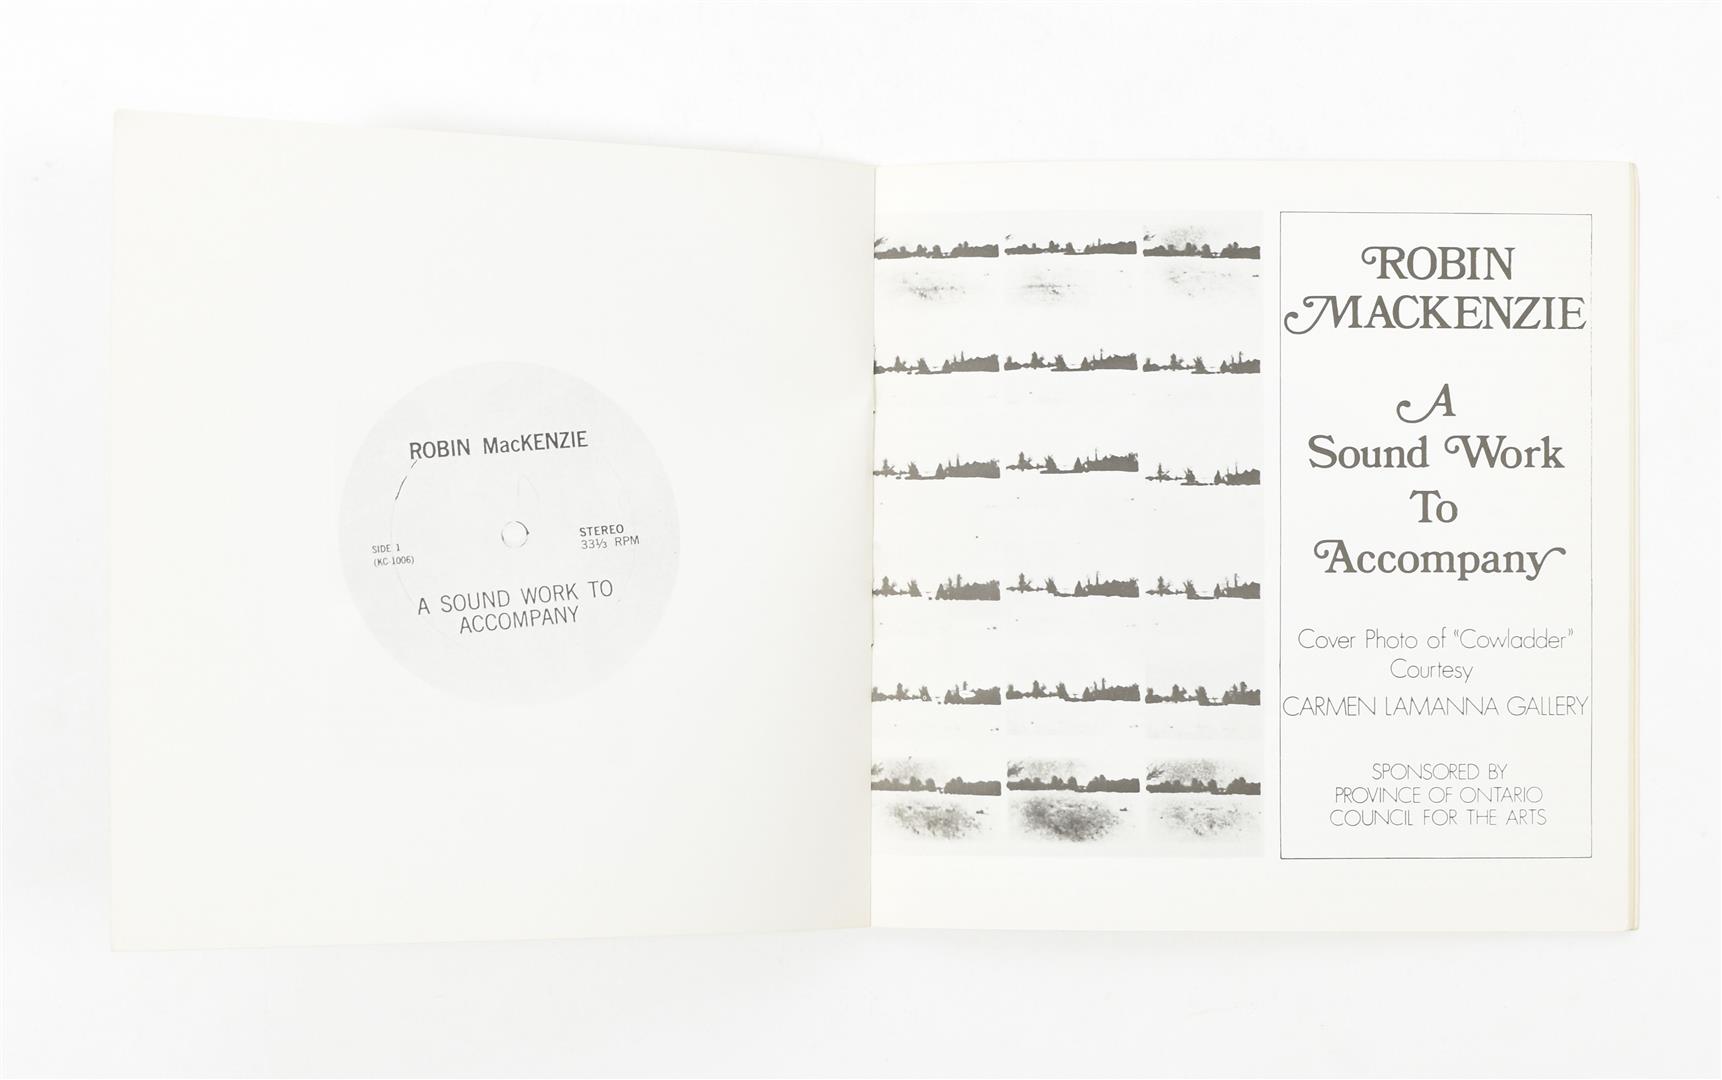 ROBIN MacKENZIE
SIDE 1
(KC-1006)
STEREO
33⅓ RPM
A SOUND WORK TO
ACCOMPANY
ROBIN
MACKENZIE
A
Sound Work
To
Accompany
Cover Photo of "Cowladder"
Courtesy
CARMEN LAMANNA GALLERY
SPONSORED BY
PROVINCE OF ONTARIO
COUNCIL FOR THE ARTS